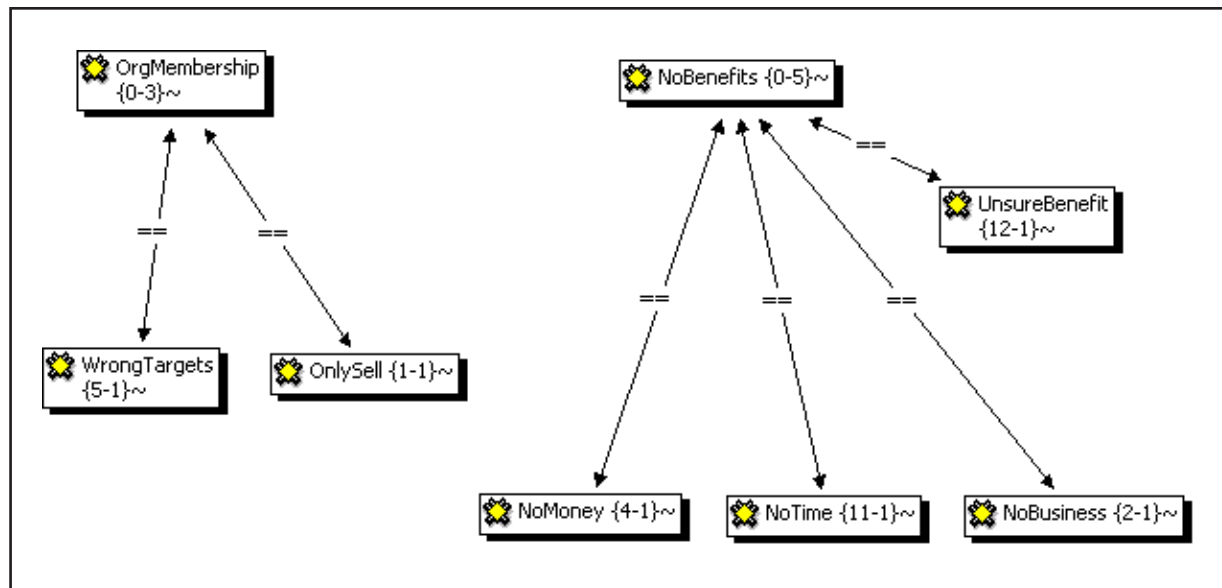 OrgMembership
{0-3}~
NoBenefits {0-5}~
==
UnsureBenefit
{12-1}~
==
==
==
==
==
WrongTargets
{5-1}~
OnlySell {1-1}~
NoMoney {4-1}~
NoTime {11-1}~
NoBusiness {2-1}~